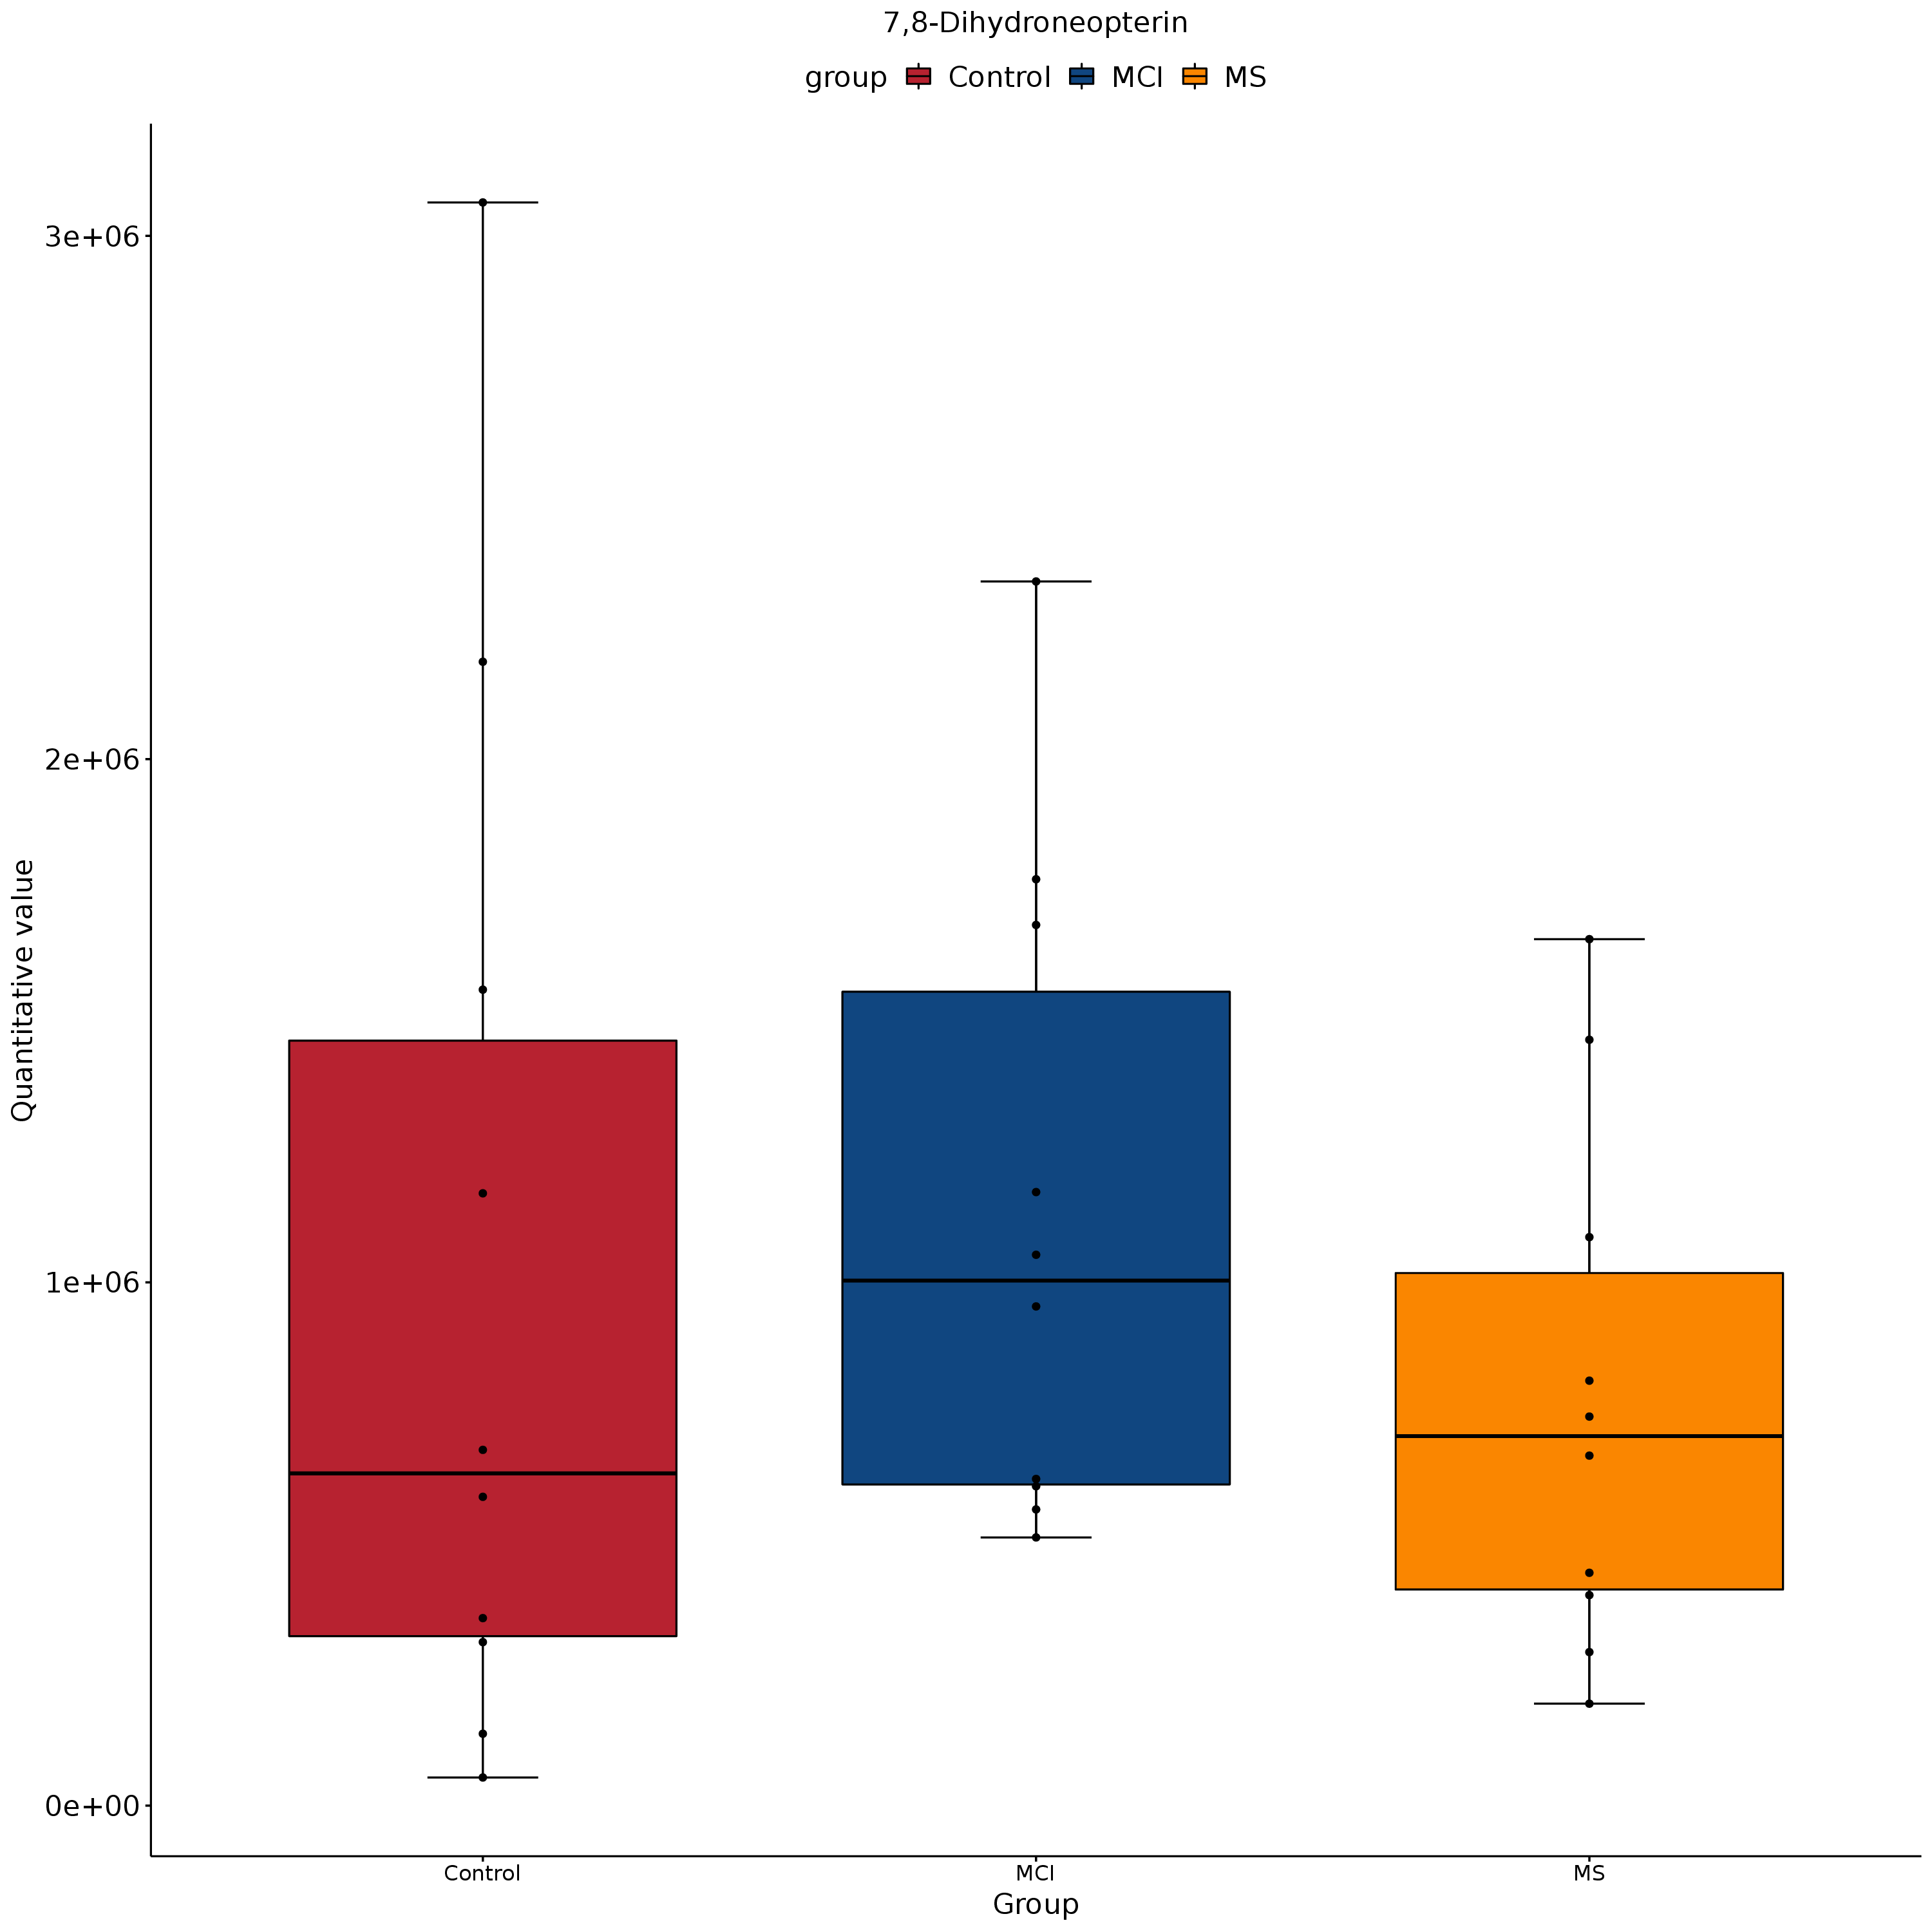 7,8-Dihydroneopterin
group Control MCI MS
3e+06
2e+06
1e+06
0e+00
Quantitative value
Control MCI MS
Group